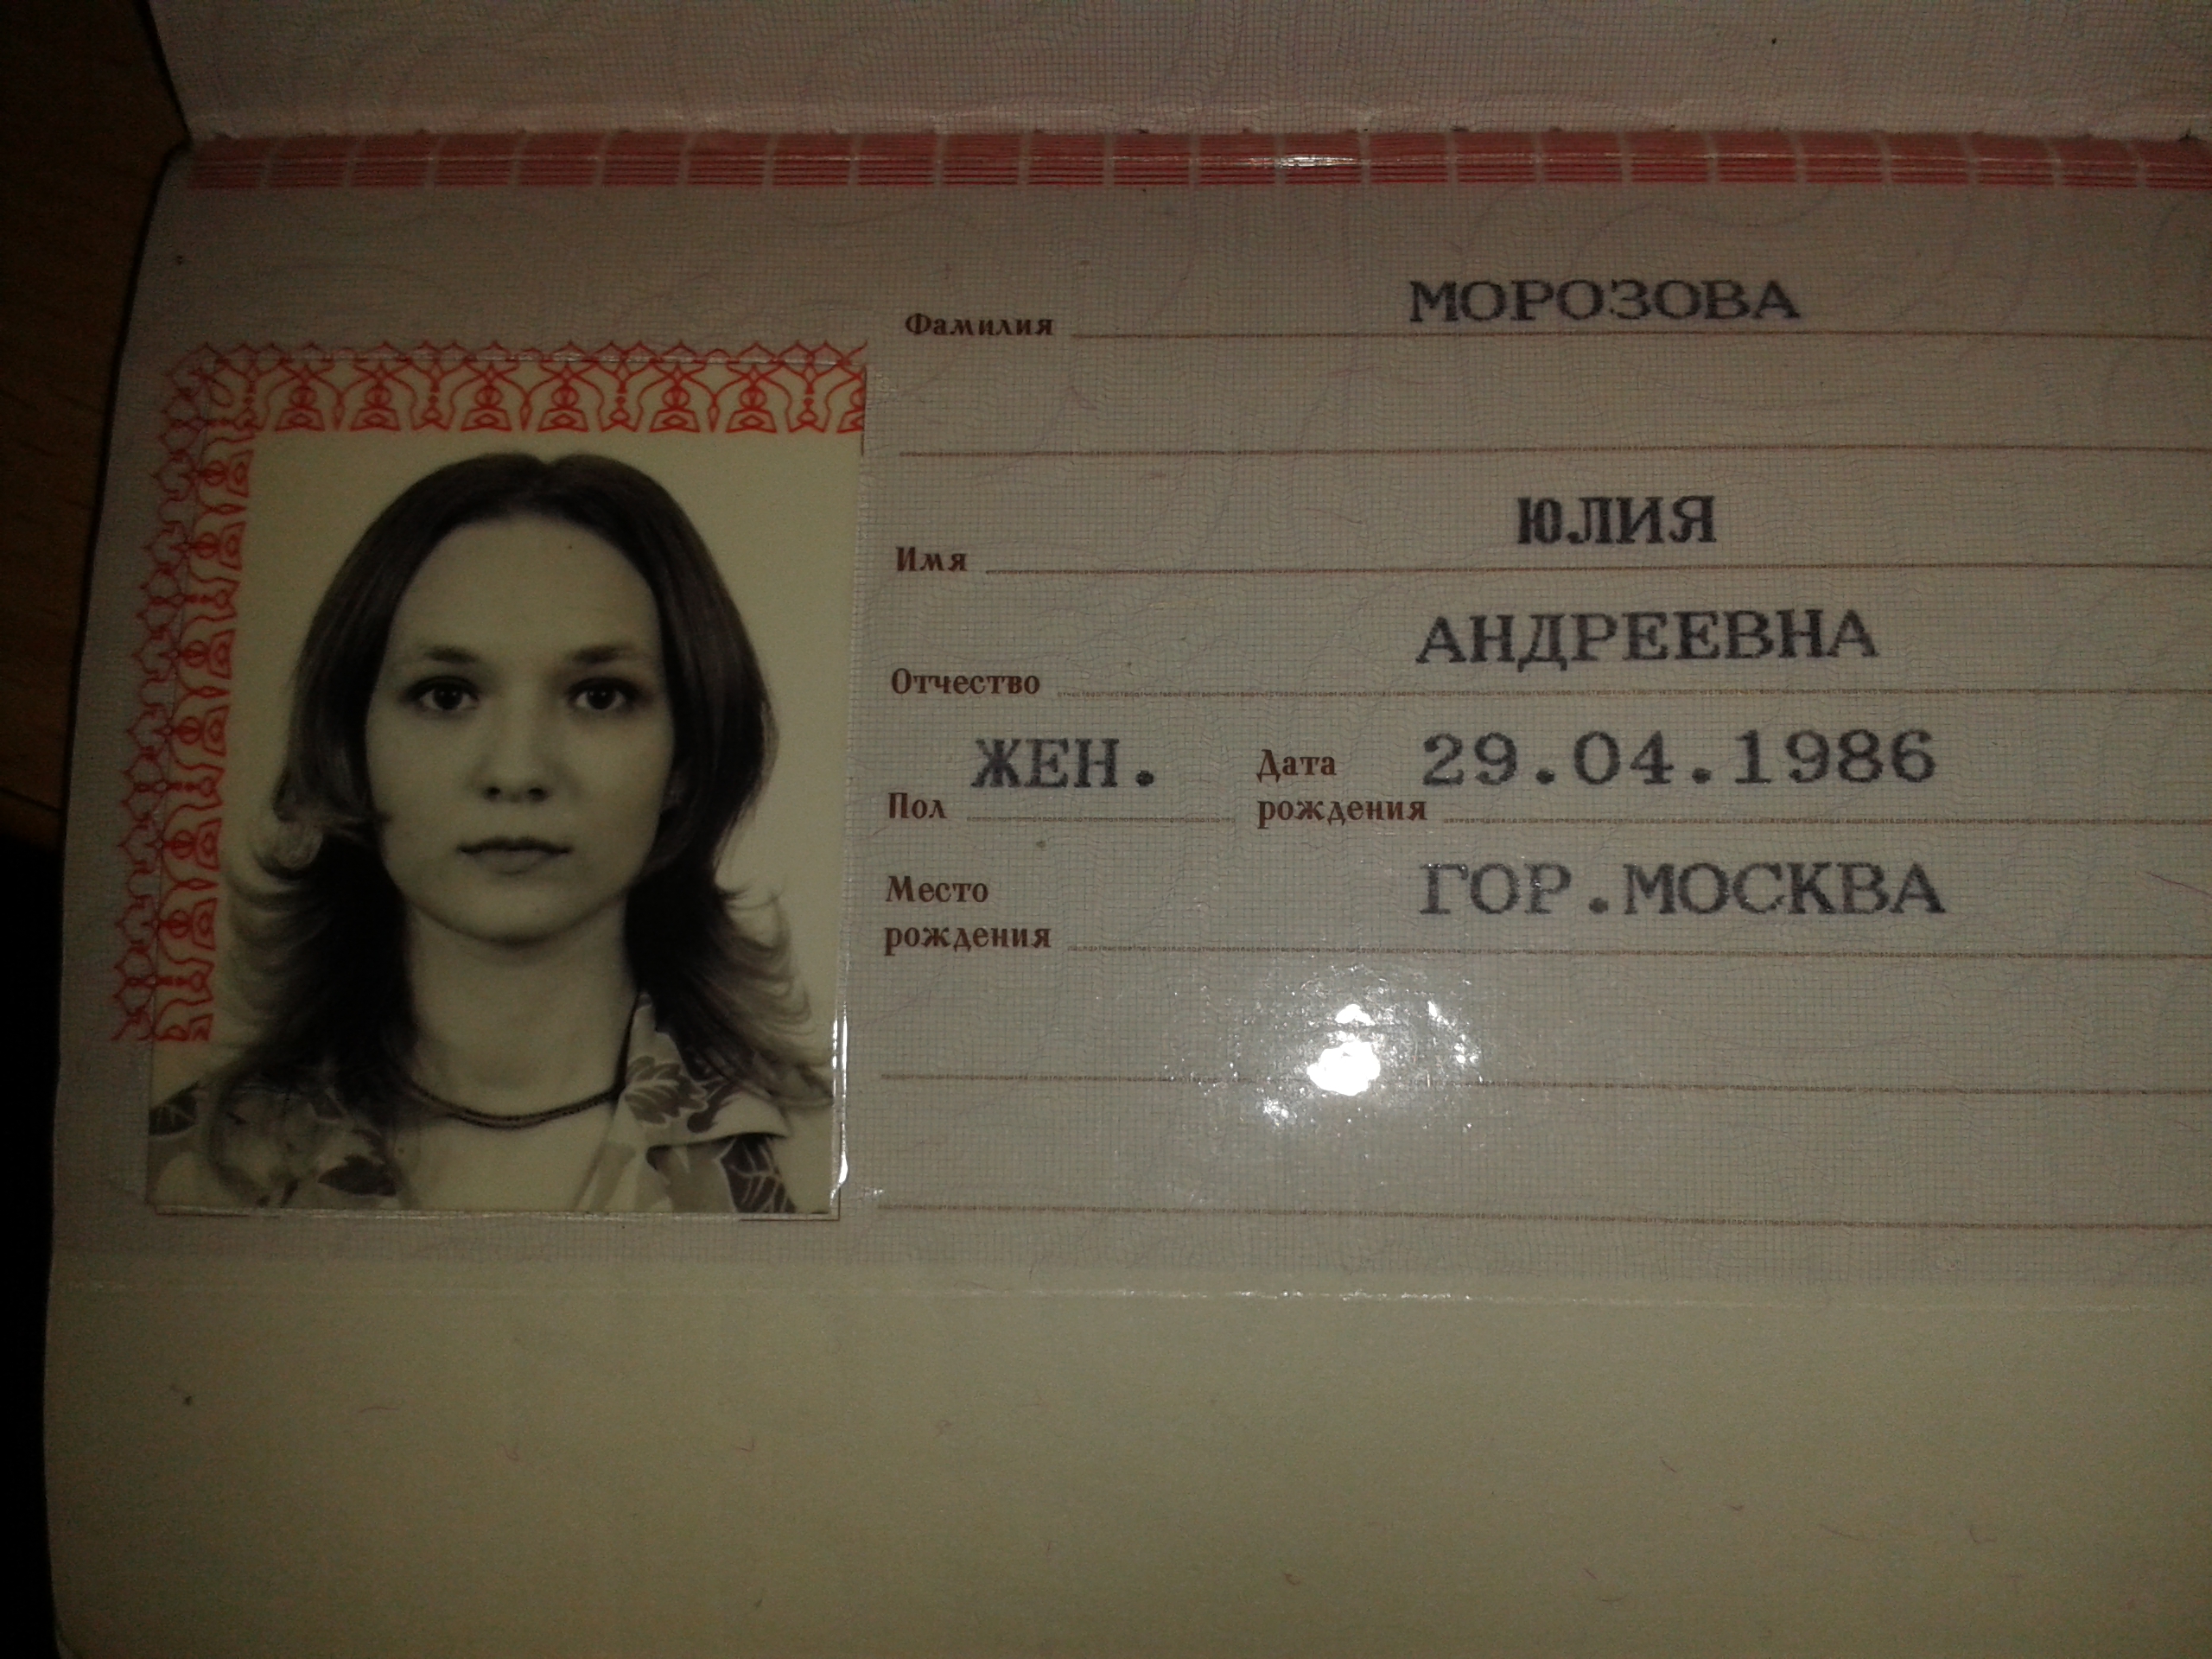 Фамилия МОРОЗОВА
Имя ЮЛИЯ
Отчество АНДРЕЕВНА
Пол ЖЕН. Дата рождения 29.04.1986
Место рождения ГОР.МОСКВА